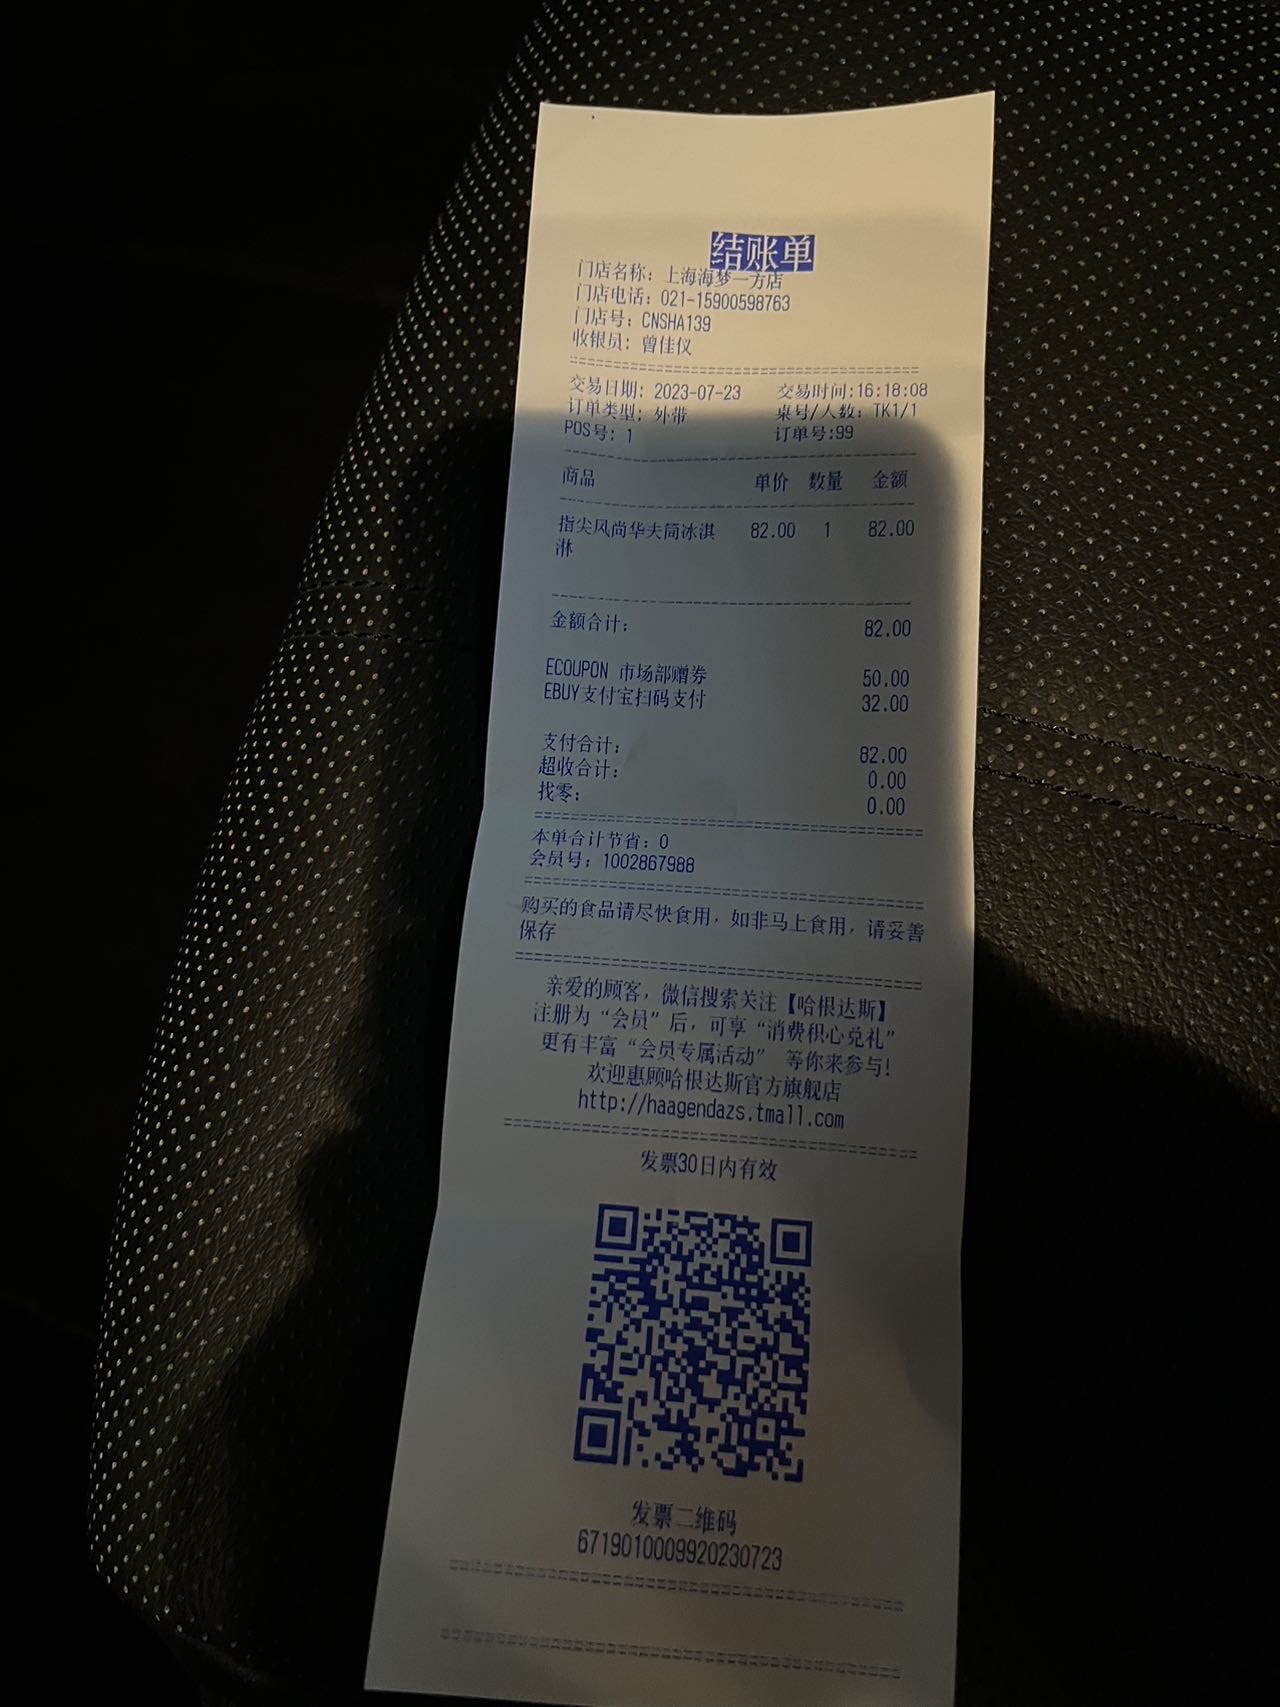 结账单
门店名称：上海海梦一方店
门店电话：021-15900598763
门店号：CNSHA139
收银员：曾佳仪
交易日期：2023-07-23 交易时间:16:18:08
订单类型：外带 桌号/人数：TK1/1
POS号：1 订单号:99
商品 单价 数量 金额
指尖风尚华夫筒冰淇 82.00 1 82.00
淋
金额合计： 82.00
ECOUPON 市场部赠券 50.00
EBUY支付宝扫码支付 32.00
支付合计： 82.00
超收合计： 0.00
找零： 0.00
本单合计节省：0
会员号：1002867988
购买的食品请尽快食用，如非马上食用，请妥善
保存
亲爱的顾客，微信搜索关注【哈根达斯】
注册为“会员”后，可享“消费积心兑礼”
更有丰富“会员专属活动” 等你来参与！
欢迎惠顾哈根达斯官方旗舰店
http://haagendazs.tmall.com
发票30日内有效
发票二维码
6719010009920230723